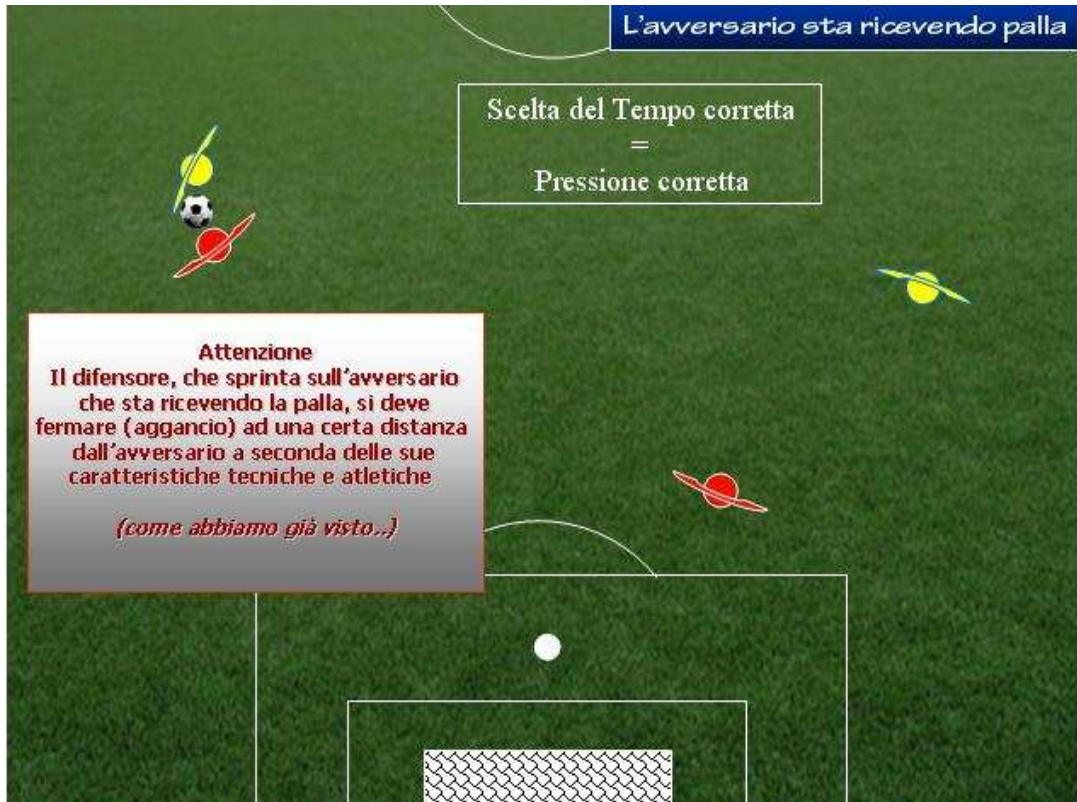 L'avversario sta ricevendo palla
Scelta del Tempo corretta
=
Pressione corretta
Attenzione
Il difensore, che sprinta sull'avversario
che sta ricevendo la palla, si deve
fermare (aggancio) ad una certa distanza
dall'avversario a seconda delle sue
caratteristiche tecniche e atletiche
(come abbiamo già visto..)